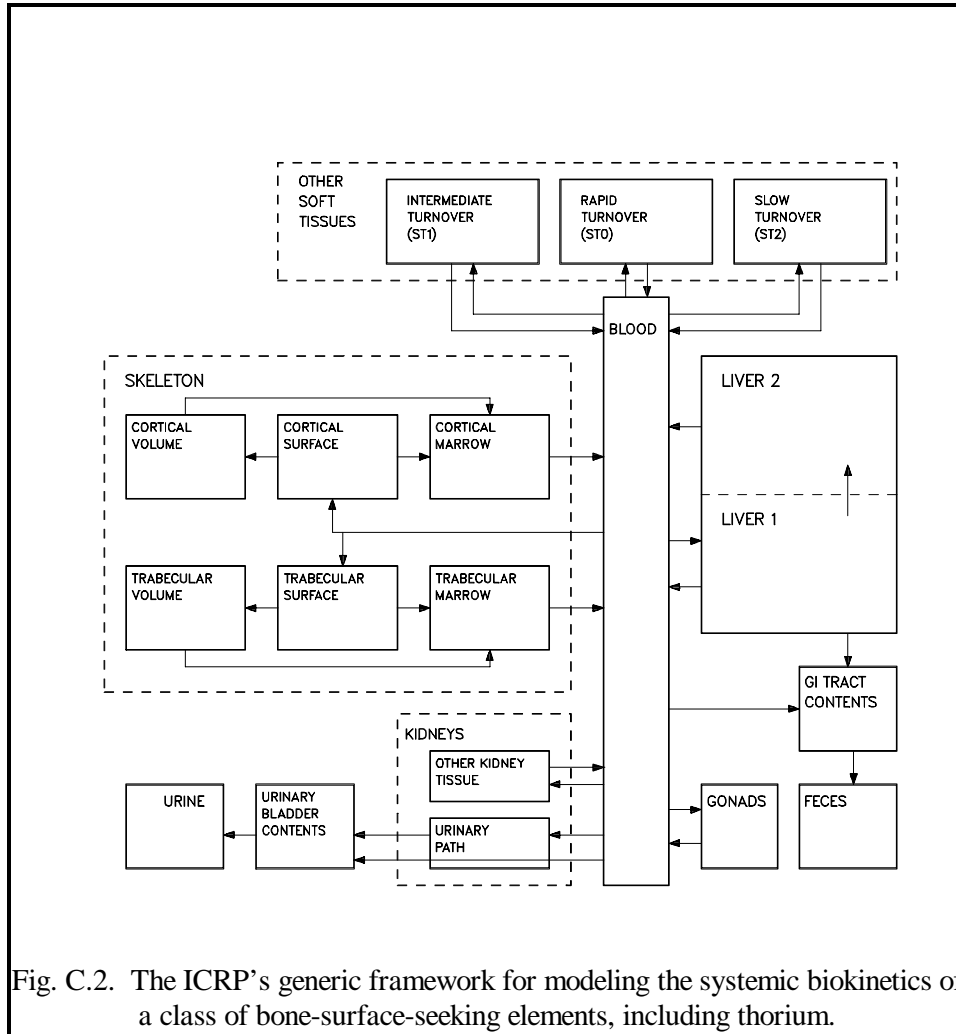 OTHER
SOFT
TISSUES
INTERMEDIATE
TURNOVER
(ST1)
RAPID
TURNOVER
(ST0)
SLOW
TURNOVER
(ST2)
BLOOD
SKELETON
CORTICAL
VOLUME
CORTICAL
SURFACE
CORTICAL
MARROW
LIVER 2
LIVER 1
TRABECULAR
VOLUME
TRABECULAR
SURFACE
TRABECULAR
MARROW
GI TRACT
CONTENTS
KIDNEYS
OTHER KIDNEY
TISSUE
URINE
URINARY
BLADDER
CONTENTS
URINARY
PATH
GONADS
FECES
Fig. C.2. The ICRP's generic framework for modeling the systemic biokinetics of
a class of bone-surface-seeking elements, including thorium.